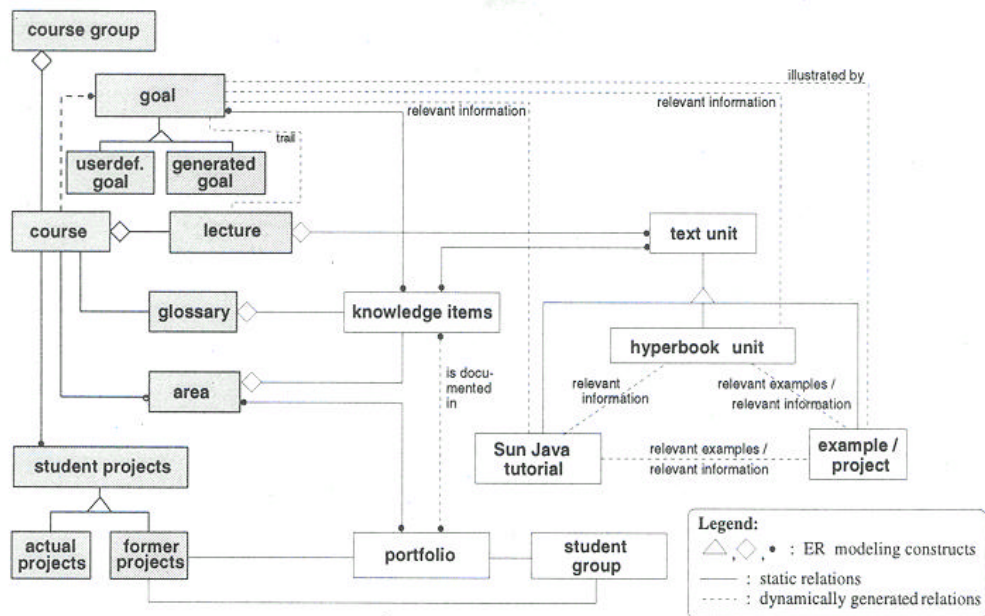 course group
illustrated by
goal
relevant information
relevant information
trail
userdef.
goal
generated
goal
course
lecture
text unit
glossary
knowledge items
hyperbook unit
is docu-
mented
in
relevant
information
relevant examples /
relevant information
area
student projects
Sun Java
tutorial
relevant examples /
relevant information
example /
project
actual
projects
former
projects
portfolio
student
group
Legend:
, , • : ER modeling constructs
: static relations
: dynamically generated relations